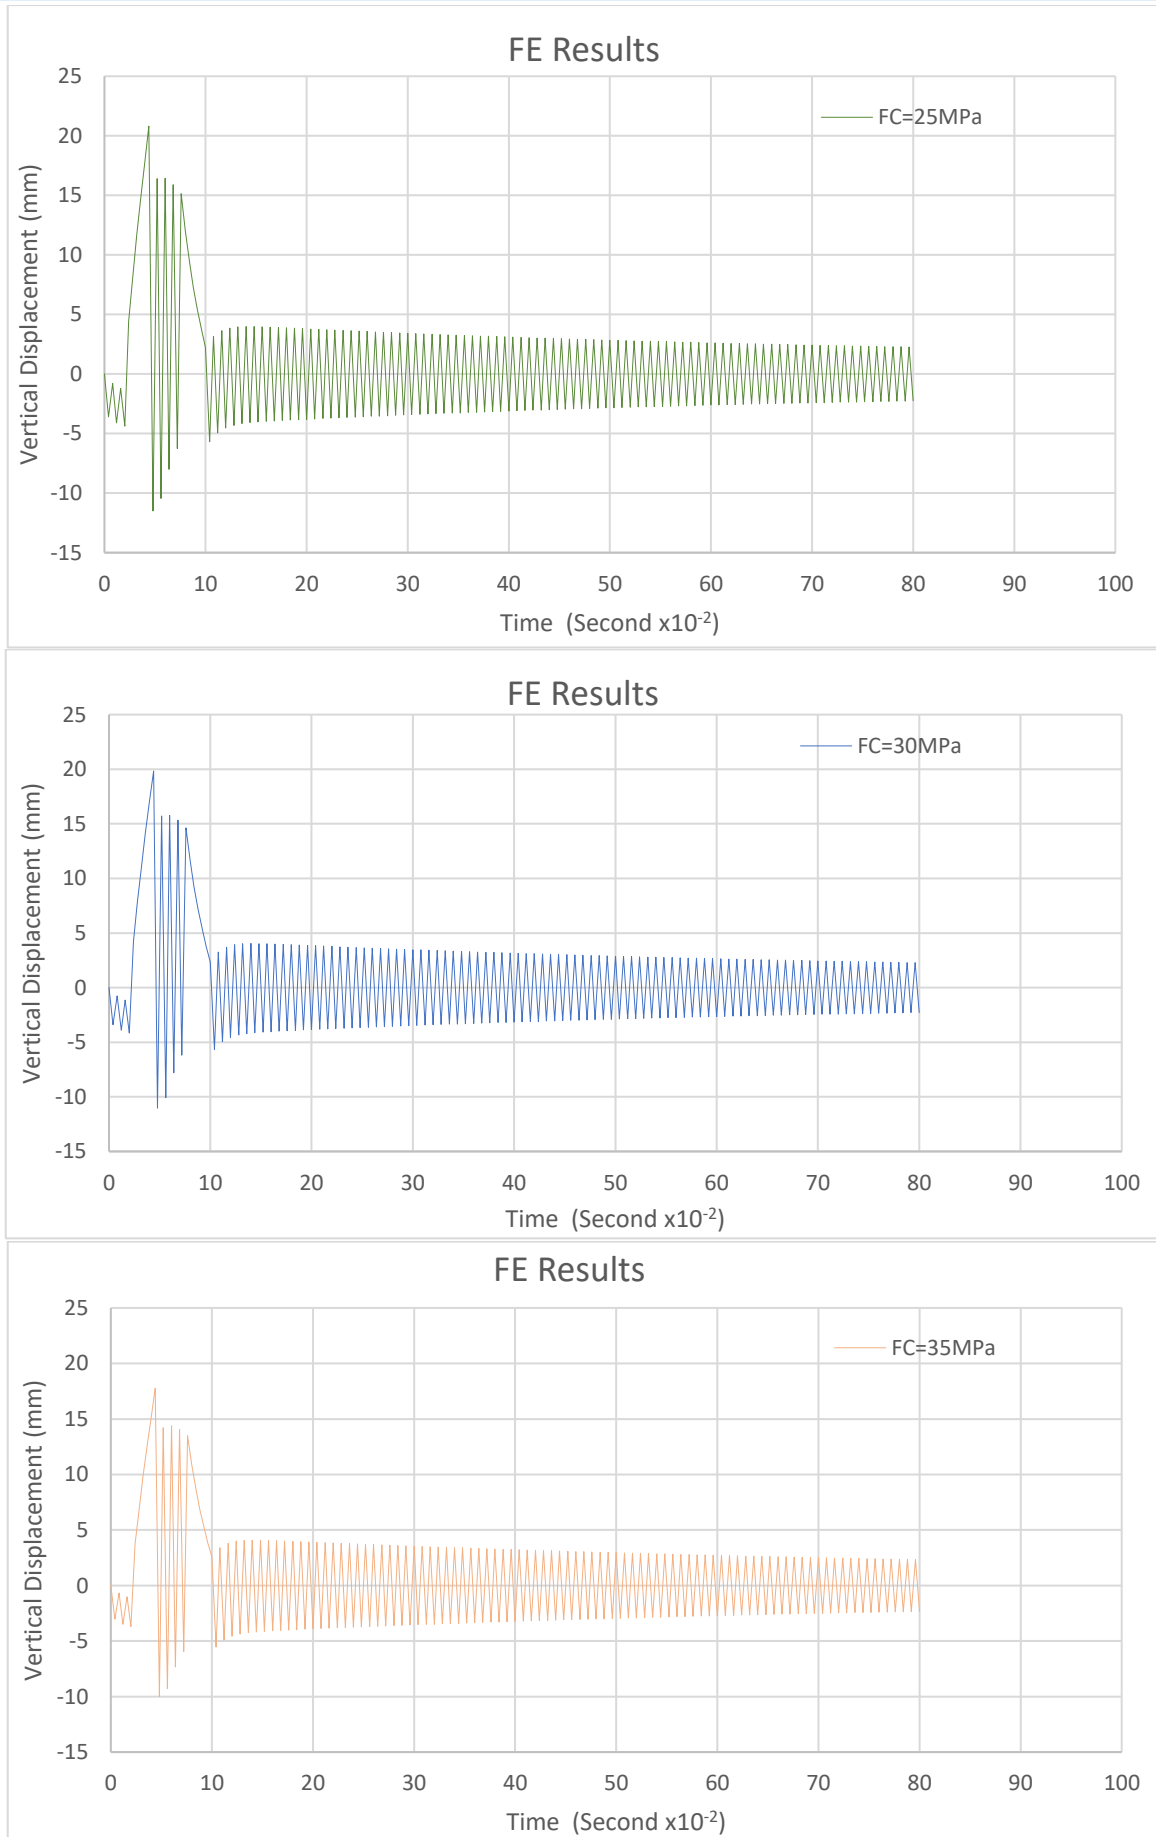 FE Results
25
20
15
10
5
0
-5
-10
-15
Vertical Displacement (mm)
FC=25MPa
0 10 20 30 40 50 60 70 80 90 100
Time (Second x10⁻²)
FE Results
25
20
15
10
5
0
-5
-10
-15
Vertical Displacement (mm)
FC=30MPa
0 10 20 30 40 50 60 70 80 90 100
Time (Second x10⁻²)
FE Results
25
20
15
10
5
0
-5
-10
-15
Vertical Displacement (mm)
FC=35MPa
0 10 20 30 40 50 60 70 80 90 100
Time (Second x10⁻²)